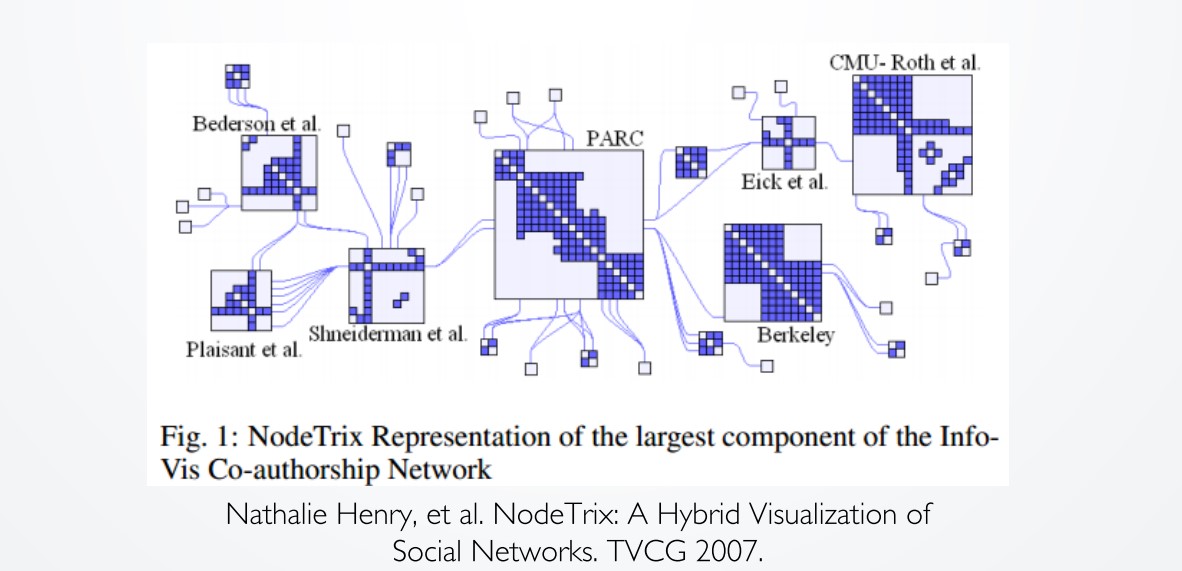 CMU- Roth et al.
Bederson et al.
PARC
Eick et al.
Shneiderman et al.
Berkeley
Plaisant et al.
Fig. 1: NodeTrix Representation of the largest component of the Info-
Vis Co-authorship Network
Nathalie Henry, et al. NodeTrix: A Hybrid Visualization of
Social Networks. TVCG 2007.